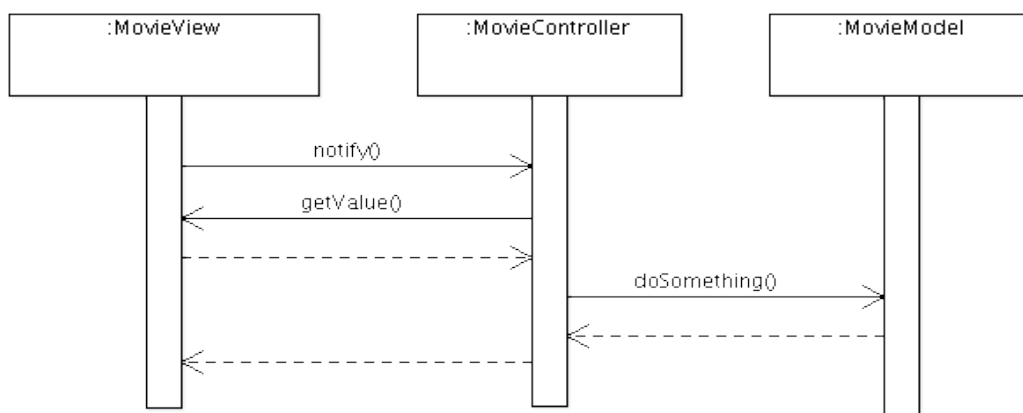 :MovieView
:MovieController
:MovieModel
notify()
getValue()
doSomething()